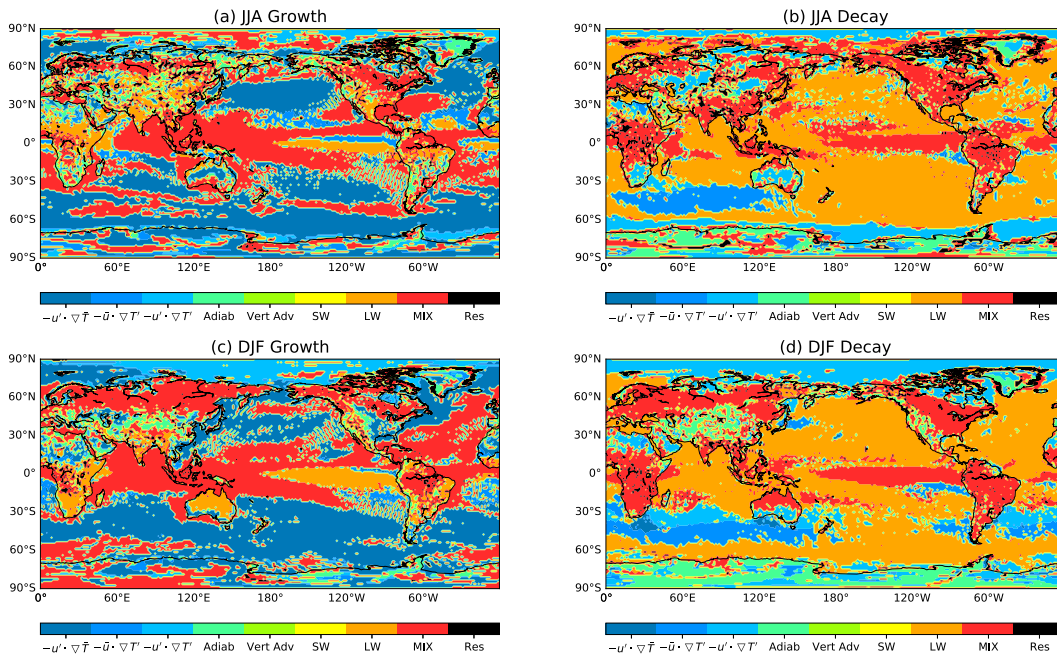 (a) JJA Growth
(b) JJA Decay
90°N
60°N
30°N
0°
30°S
60°S
90°S
0° 60°E 120°E 180° 120°W 60°W
90°N
60°N
30°N
0°
30°S
60°S
90°S
0° 60°E 120°E 180° 120°W 60°W
−u′· ▽T̄ −ū· ▽T′ −u′· ▽T′ Adiab Vert Adv SW LW MIX Res
−u′· ▽T̄ −ū· ▽T′ −u′· ▽T′ Adiab Vert Adv SW LW MIX Res
(c) DJF Growth
(d) DJF Decay
90°N
60°N
30°N
0°
30°S
60°S
90°S
0° 60°E 120°E 180° 120°W 60°W
90°N
60°N
30°N
0°
30°S
60°S
90°S
0° 60°E 120°E 180° 120°W 60°W
−u′· ▽T̄ −ū· ▽T′ −u′· ▽T′ Adiab Vert Adv SW LW MIX Res
−u′· ▽T̄ −ū· ▽T′ −u′· ▽T′ Adiab Vert Adv SW LW MIX Res